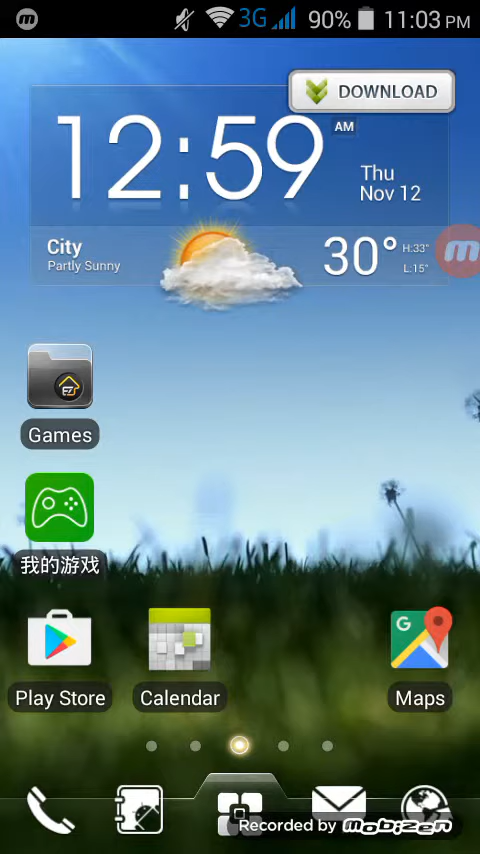 3G 90% 11:03 PM
DOWNLOAD
12:59 AM
Thu
Nov 12
City
Partly Sunny
30° H:33°
L:15°
Games
我的游戏
Play Store Calendar Maps
Recorded by mobizen